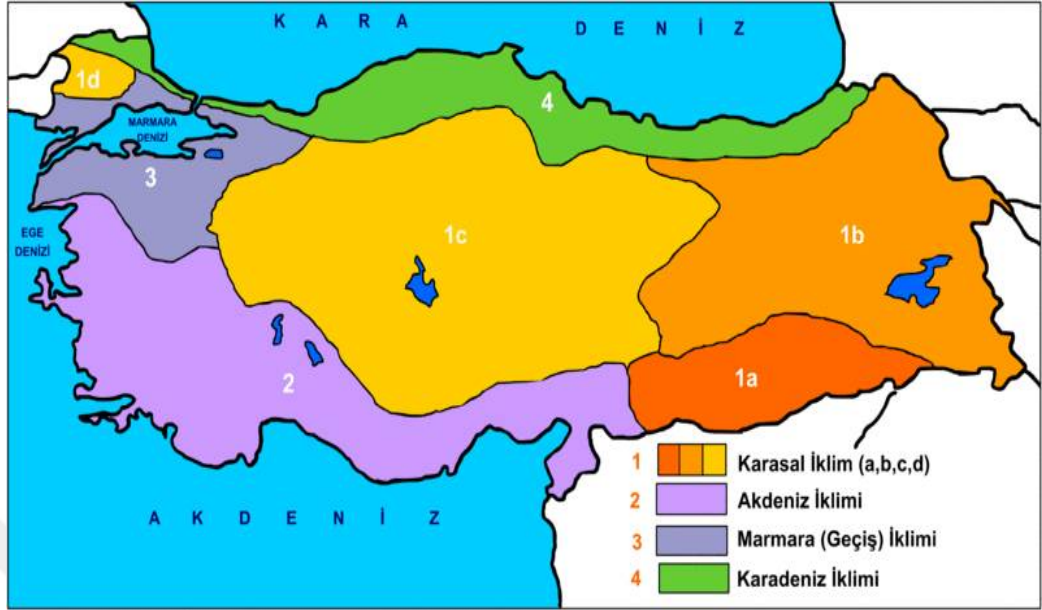 K A R A D E N İ Z
1d
4
MARMARA
DENİZİ
3
EGE
DENİZİ
1c
1b
2
1a
1 Karasal İklim (a,b,c,d)
2 Akdeniz İklimi
3 Marmara (Geçiş) İklimi
4 Karadeniz İklimi
A K D E N İ Z